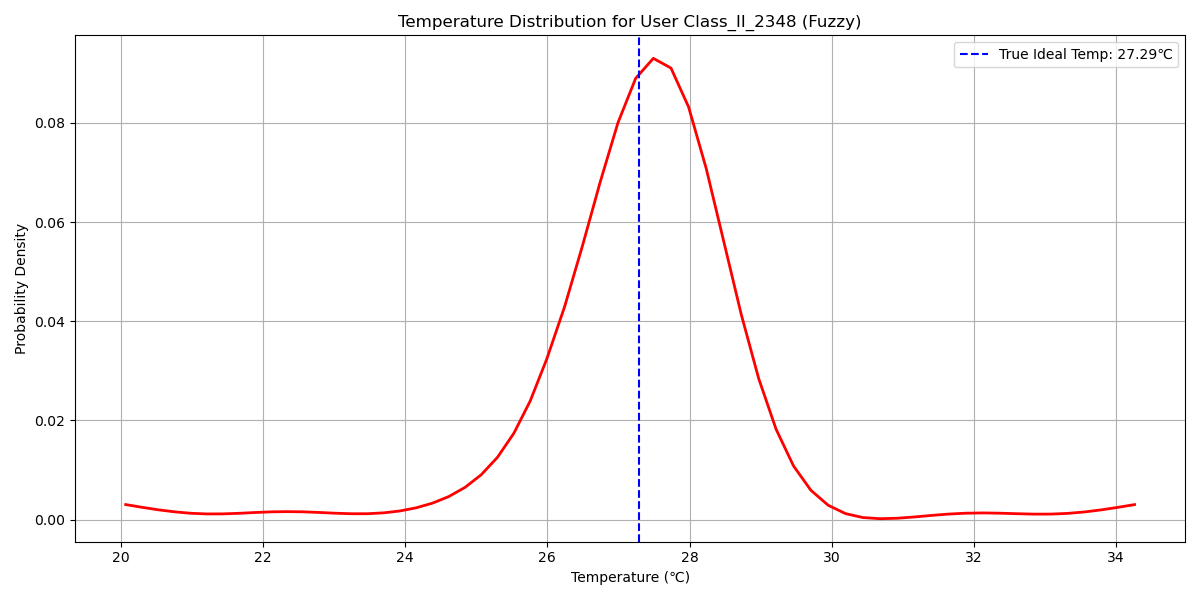 Temperature Distribution for User Class_II_2348 (Fuzzy)
True Ideal Temp: 27.29℃
Probability Density
0.08
0.06
0.04
0.02
0.00
20 22 24 26 28 30 32 34
Temperature (℃)